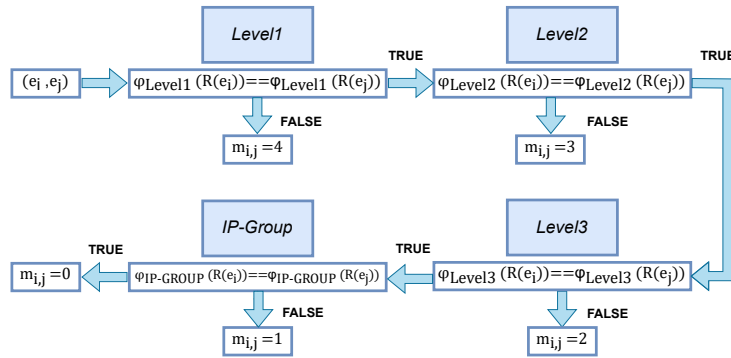 Level1
Level2
TRUE
TRUE
(eᵢ ,eⱼ)
φLevel1 (R(eᵢ))==φLevel1 (R(eⱼ))
φLevel2 (R(eᵢ))==φLevel2 (R(eⱼ))
FALSE
FALSE
mᵢ,ⱼ =4
mᵢ,ⱼ =3
IP-Group
Level3
TRUE
TRUE
mᵢ,ⱼ =0
φIP-GROUP (R(eᵢ))==φIP-GROUP (R(eⱼ))
φLevel3 (R(eᵢ))==φLevel3 (R(eⱼ))
FALSE
FALSE
mᵢ,ⱼ =1
mᵢ,ⱼ =2